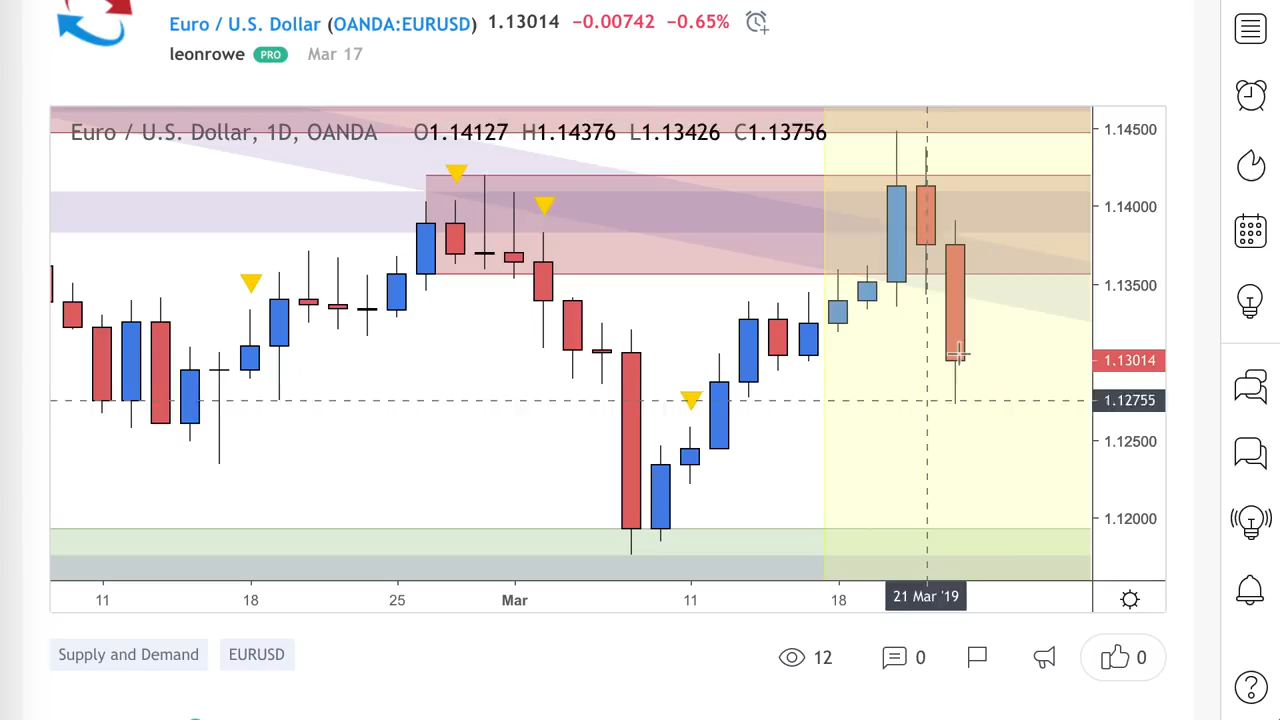 Euro / U.S. Dollar (OANDA:EURUSD) 1.13014 −0.00742 −0.65%
leonrowe PRO Mar 17
Euro / U.S. Dollar, 1D, OANDA O1.14127 H1.14376 L1.13426 C1.13756
1.14500
1.14000
1.13500
1.13014
1.12755
1.12500
1.12000
11 18 25 Mar 11 18 21 Mar '19
Supply and Demand EURUSD 12 0 0